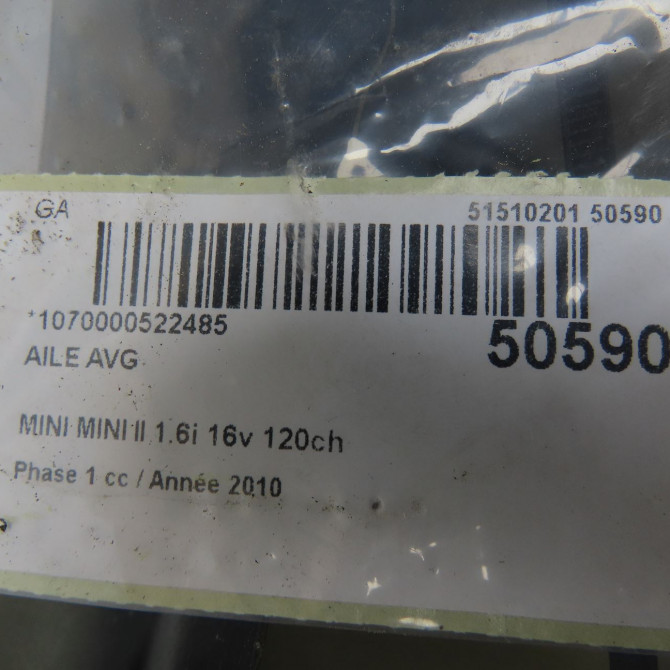 GA
51510201 50590
*1070000522485
50590
AILE AVG
MINI MINI II 1.6i 16v 120ch
Phase 1 cc / Année 2010